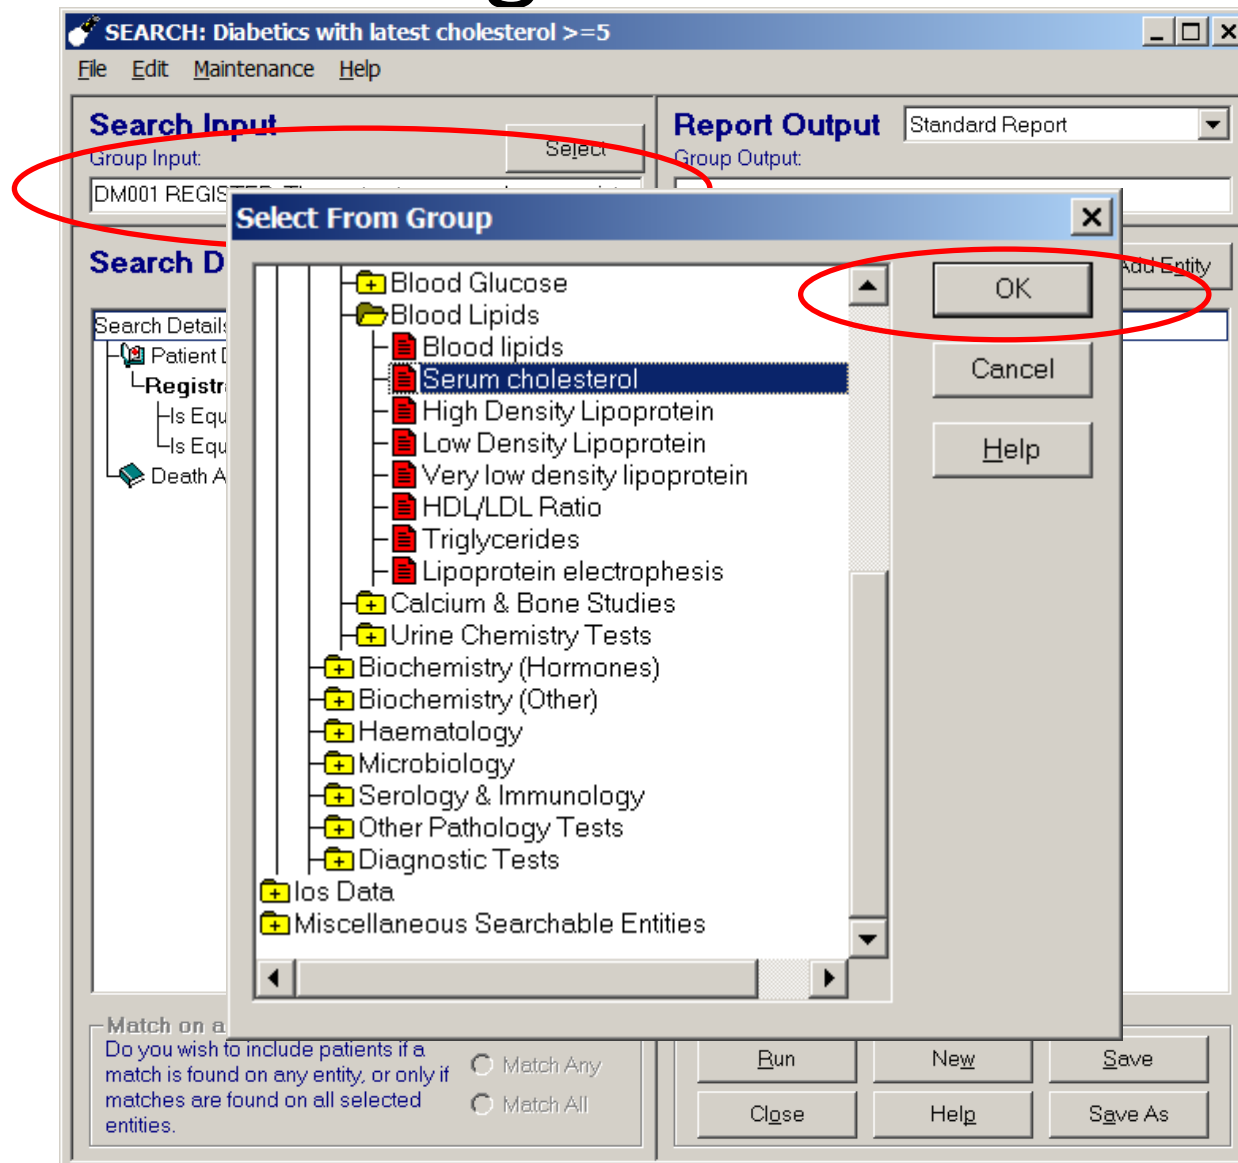 g
SEARCH: Diabetics with latest cholesterol >=5
File Edit Maintenance Help
Search Input
Select
Group Input:
DM001
Report Output
Standard Report
Group Output:
Select From Group
Search D
Add Entity
Search Details
Patient D
Registr
Is Equ
Is Equ
Death A
Blood Glucose
Blood Lipids
Blood lipids
Serum cholesterol
High Density Lipoprotein
Low Density Lipoprotein
Very low density lipoprotein
HDL/LDL Ratio
Triglycerides
Lipoprotein electrophesis
Calcium & Bone Studies
Urine Chemistry Tests
Biochemistry (Hormones)
Biochemistry (Other)
Haematology
Microbiology
Serology & Immunology
Other Pathology Tests
Diagnostic Tests
Ios Data
Miscellaneous Searchable Entities
OK
Cancel
Help
Match on a
Do you wish to include patients if a
match is found on any entity, or only if
matches are found on all selected
entities.
Match Any
Match All
Run New Save
Close Help Save As